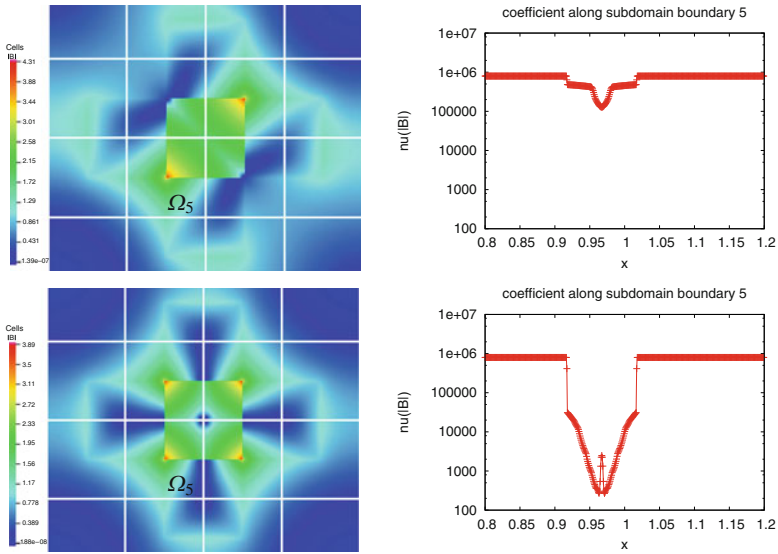 Cells
|B|
4.31
3.88
3.44
3.01
2.58
2.15
1.72
1.29
0.861
0.431
1.39e-07
Ω5
coefficient along subdomain boundary 5
1e+07
1e+06
100000
10000
1000
100
nu(|B|)
0.8 0.85 0.9 0.95 1 1.05 1.1 1.15 1.2
x
Cells
|B|
3.89
3.5
3.11
2.72
2.33
1.95
1.56
1.17
0.778
0.389
1.88e-08
Ω5
coefficient along subdomain boundary 5
1e+07
1e+06
100000
10000
1000
100
nu(|B|)
0.8 0.85 0.9 0.95 1 1.05 1.1 1.15 1.2
x